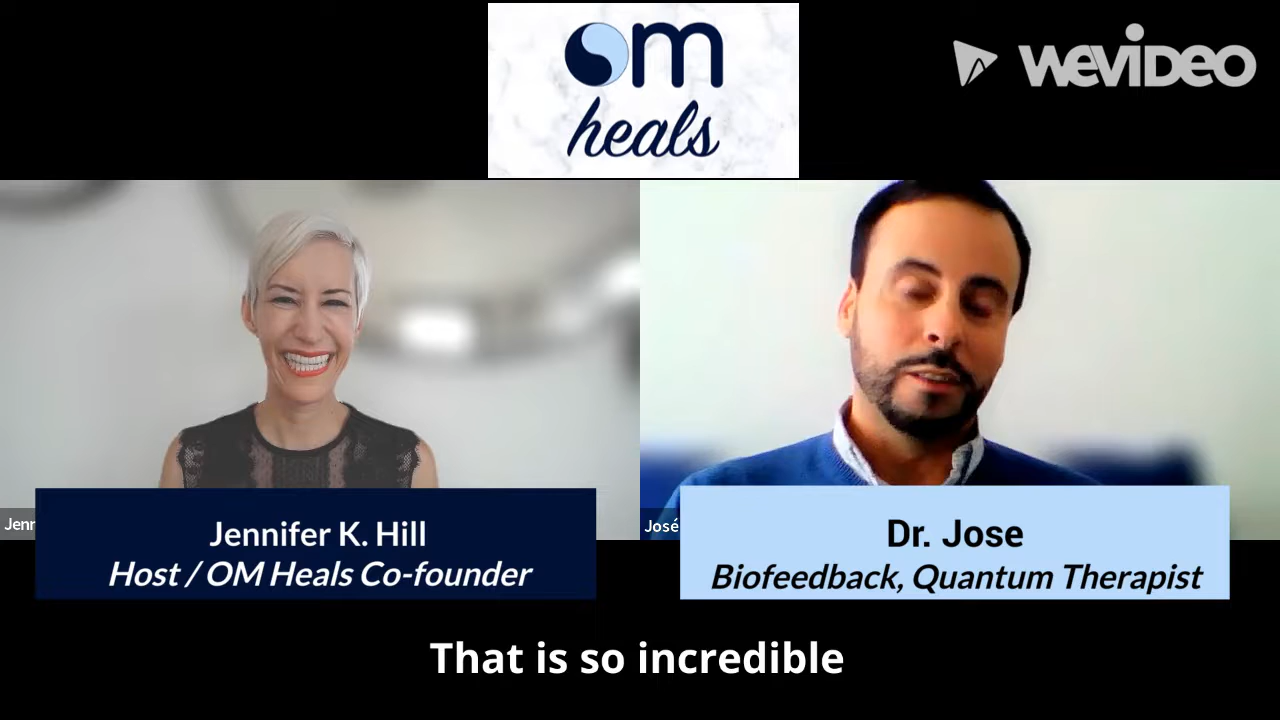 om
heals
WEVIDEO
Jenn
José
Jennifer K. Hill
Host / OM Heals Co-founder
Dr. Jose
Biofeedback, Quantum Therapist
That is so incredible